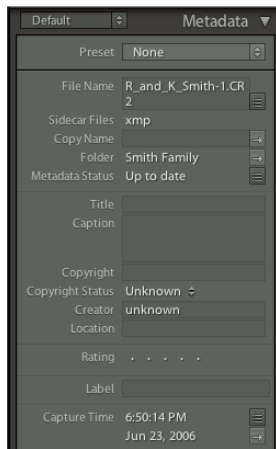 Default Metadata
Preset None
File Name R_and_K_Smith-1.CR
2
Sidecar Files xmp
Copy Name
Folder Smith Family
Metadata Status Up to date
Title
Caption
Copyright
Copyright Status Unknown
Creator unknown
Location
Rating . . . . .
Label
Capture Time 6:50:14 PM
Jun 23, 2006